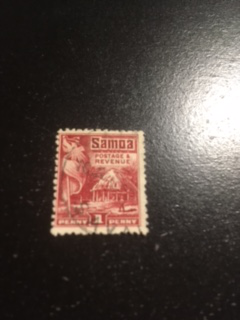 Samoa
POSTAGE &
REVENUE
PENNY 1 PENNY